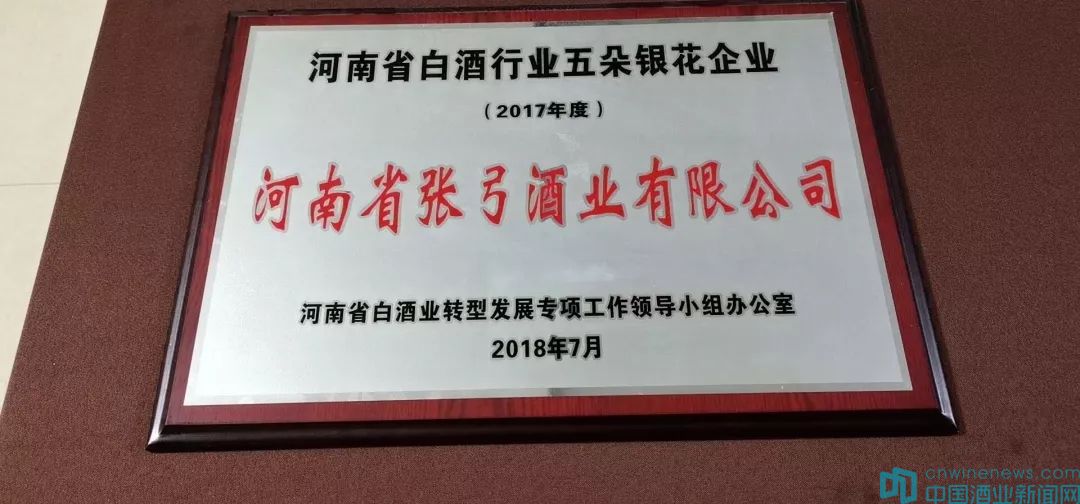 河南省白酒行业五朵银花企业
（2017年度）
河南省张弓酒业有限公司
河南省白酒业转型发展专项工作领导小组办公室
2018年7月
cnwinenews.com
中国酒业新闻网